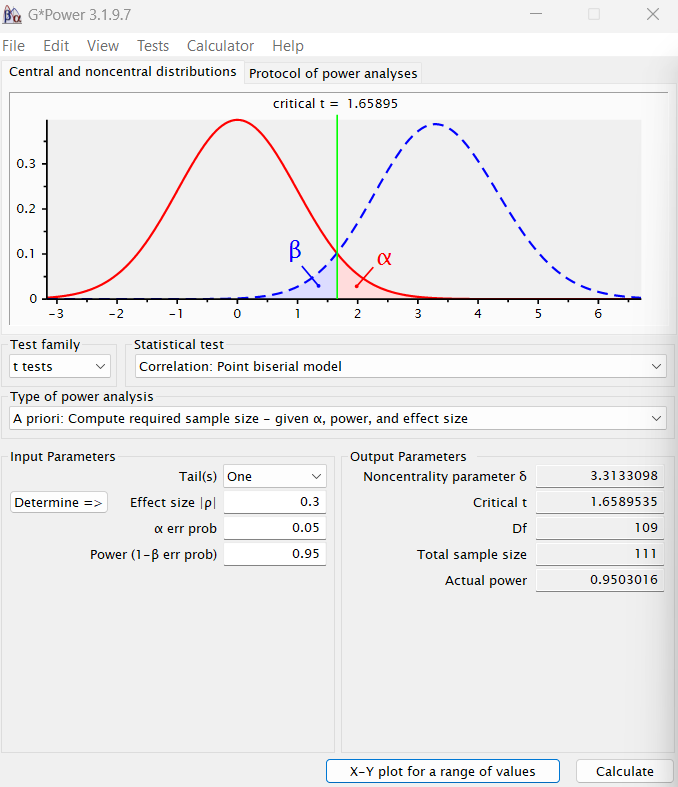 βα G*Power 3.1.9.7
File Edit View Tests Calculator Help
Central and noncentral distributions Protocol of power analyses
critical t = 1.65895
0.3
0.2
0.1
0
β α
-3 -2 -1 0 1 2 3 4 5 6
Test family Statistical test
t tests Correlation: Point biserial model
Type of power analysis
A priori: Compute required sample size – given α, power, and effect size
Input Parameters
Tail(s) One
Determine => Effect size |ρ| 0.3
α err prob 0.05
Power (1-β err prob) 0.95
Output Parameters
Noncentrality parameter δ 3.3133098
Critical t 1.6589535
Df 109
Total sample size 111
Actual power 0.9503016
X-Y plot for a range of values Calculate